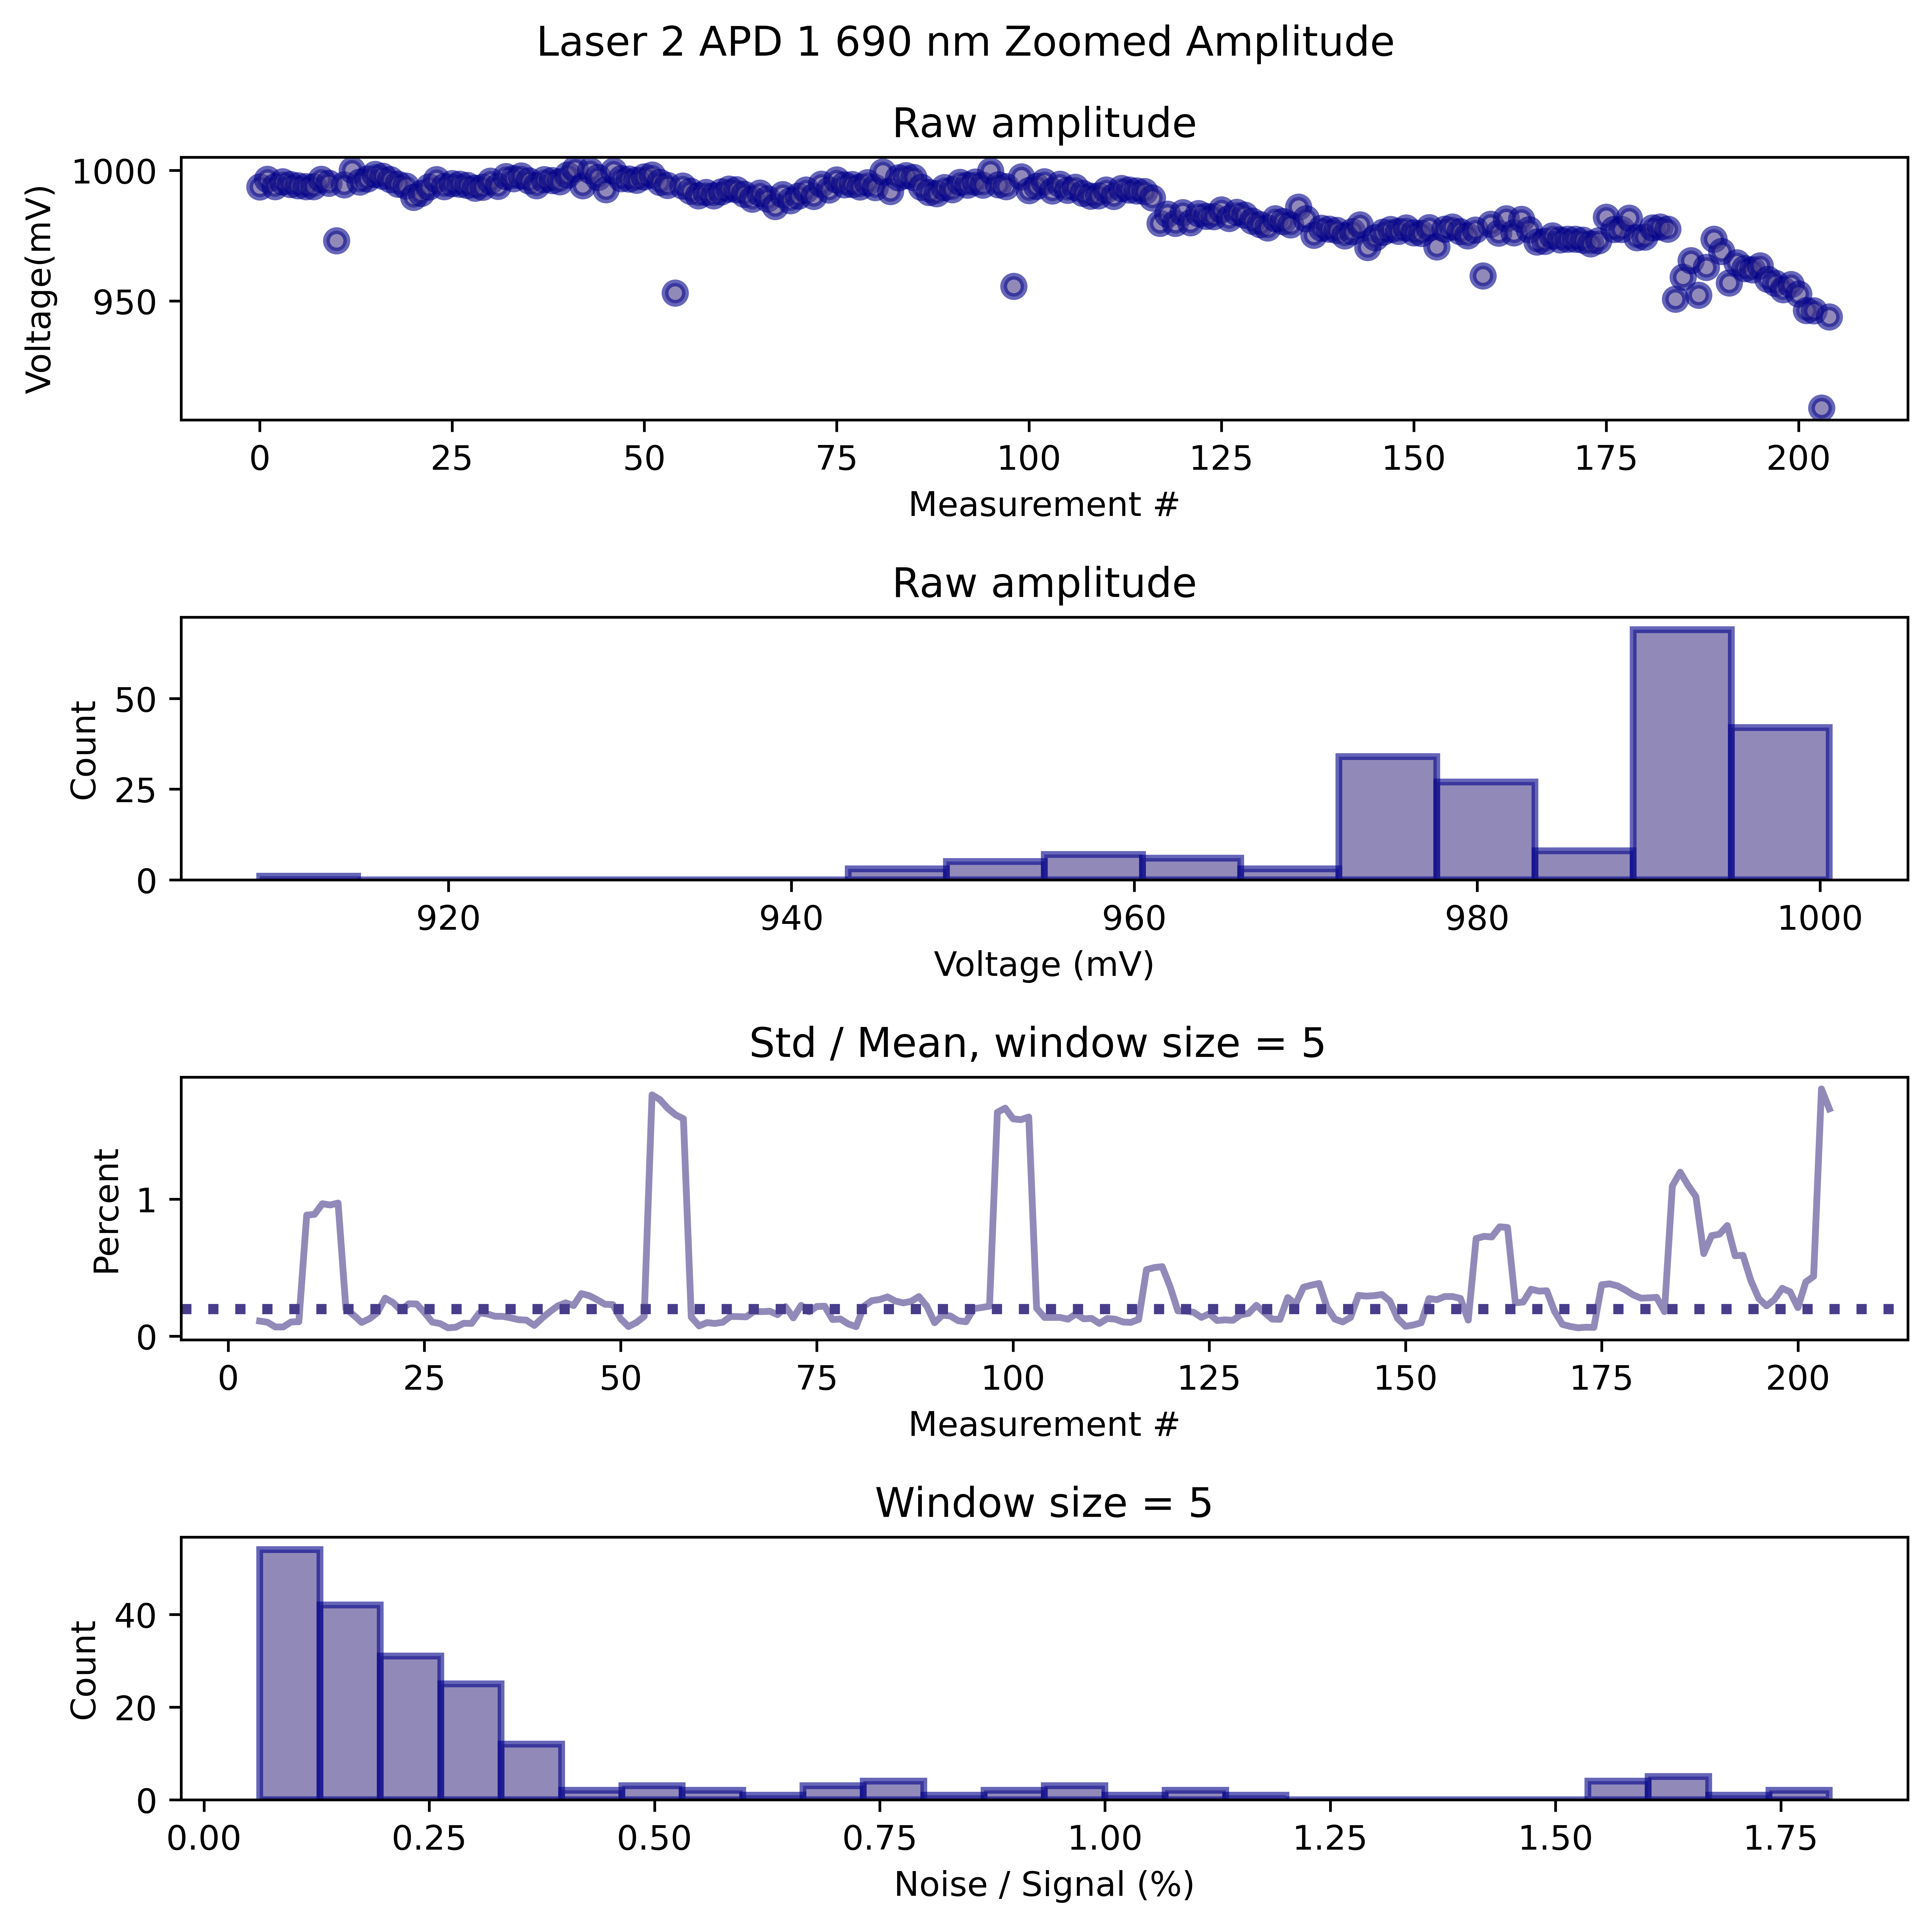 Laser 2 APD 1 690 nm Zoomed Amplitude
Raw amplitude
Voltage(mV)
1000
950
0 25 50 75 100 125 150 175 200
Measurement #
Raw amplitude
Count
50
25
0
920 940 960 980 1000
Voltage (mV)
Std / Mean, window size = 5
Percent
1
0
0 25 50 75 100 125 150 175 200
Measurement #
Window size = 5
Count
40
20
0
0.00 0.25 0.50 0.75 1.00 1.25 1.50 1.75
Noise / Signal (%)